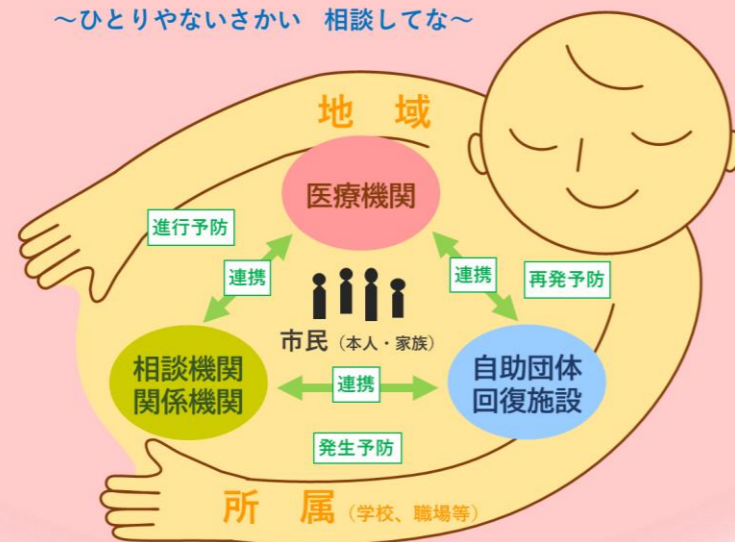 ～ひとりやないさかい　相談してな～
地　域
医療機関
進行予防
連携
連携
再発予防
市民（本人・家族）
相談機関
関係機関
連携
自助団体
回復施設
発生予防
所　属（学校、職場等）